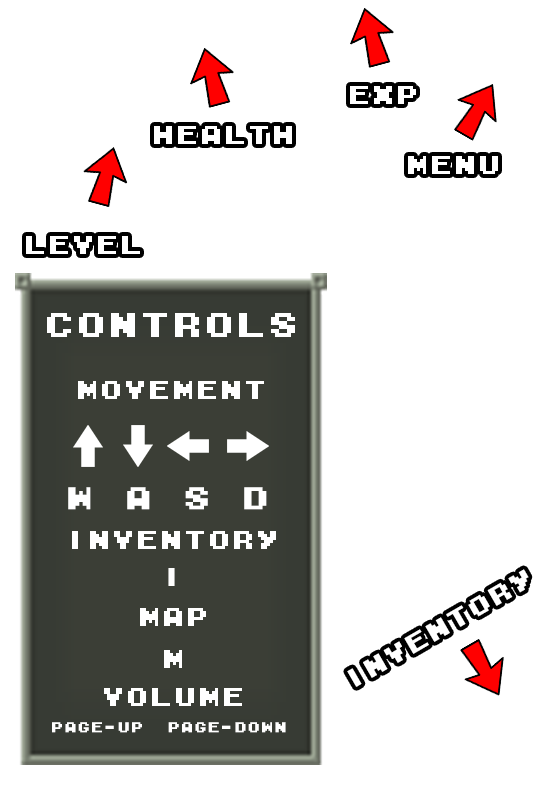 EXP
HEALTH
MENU
LEVEL
CONTROLS
MOVEMENT
W A S D
INVENTORY
I
MAP
M
VOLUME
PAGE-UP PAGE-DOWN
INVENTORY